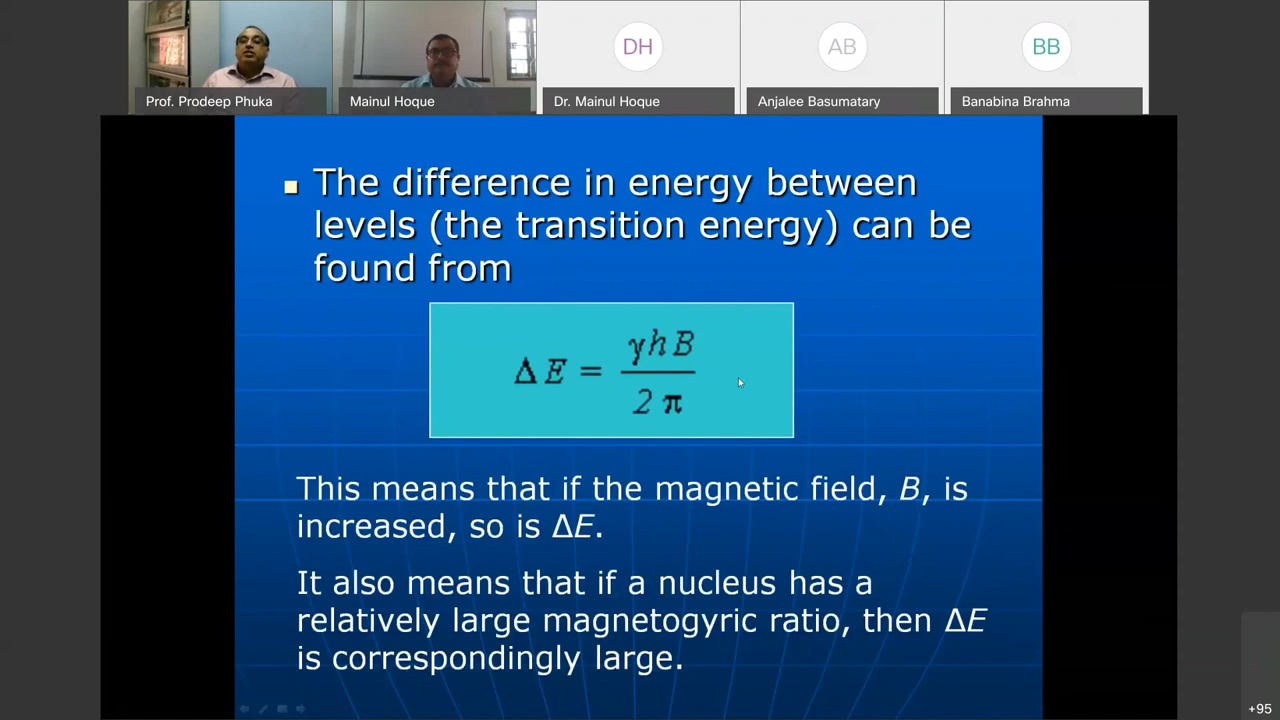 DH
AB
BB
Prof. Prodeep Phuka
Mainul Hoque
Dr. Mainul Hoque
Anjalee Basumatary
Banabina Brahma
The difference in energy between
levels (the transition energy) can be
found from
Δ E = γ h B / 2 π
This means that if the magnetic field, B, is
increased, so is ΔE.
It also means that if a nucleus has a
relatively large magnetogyric ratio, then ΔE
is correspondingly large.
+95